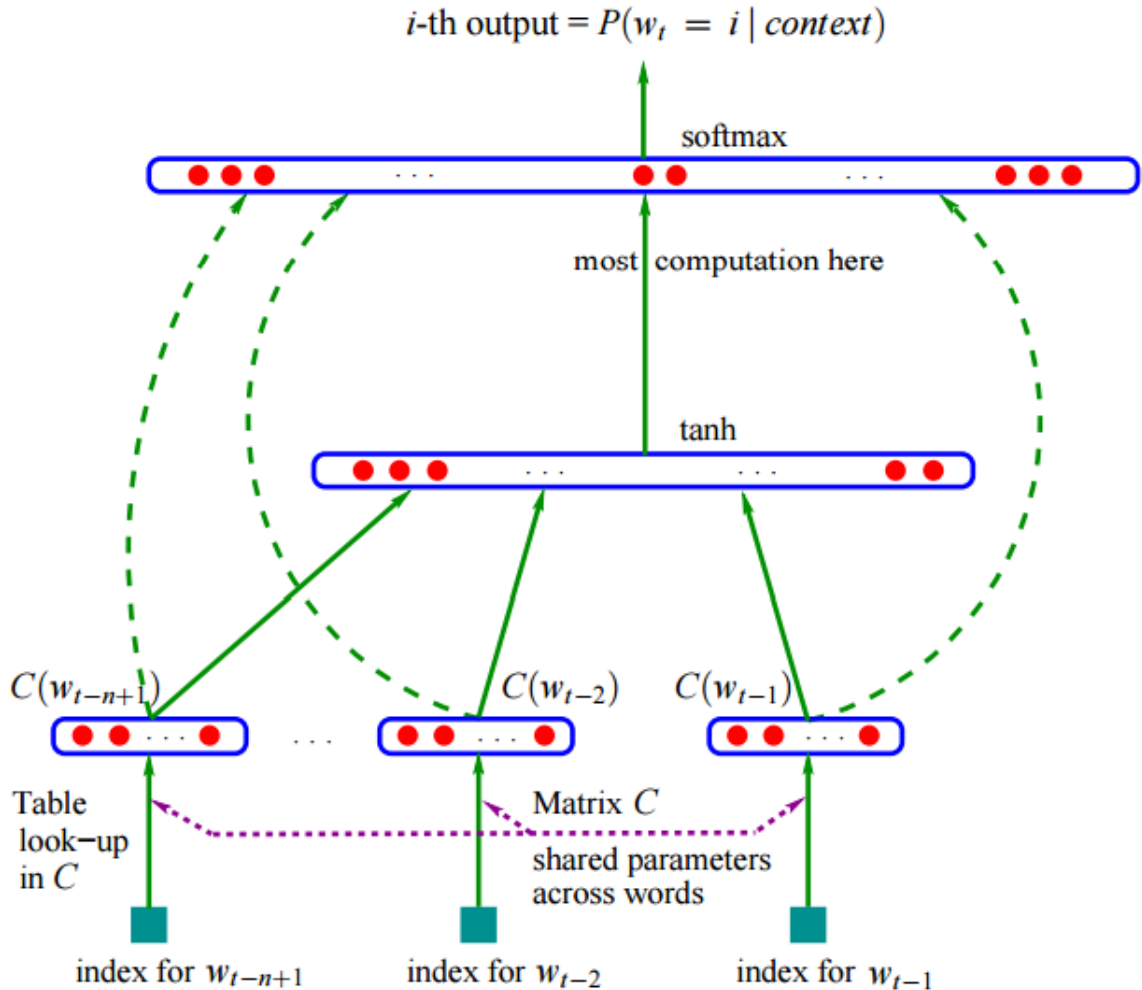 i-th output = P(w_t = i | context)
softmax
. . .
. . .
most computation here
tanh
. . .
. . .
C(w_{t−n+1})
C(w_{t−2})
C(w_{t−1})
. . .
. . .
. . .
. . .
Table
look−up
in C
Matrix C
shared parameters
across words
index for w_{t−n+1}
index for w_{t−2}
index for w_{t−1}